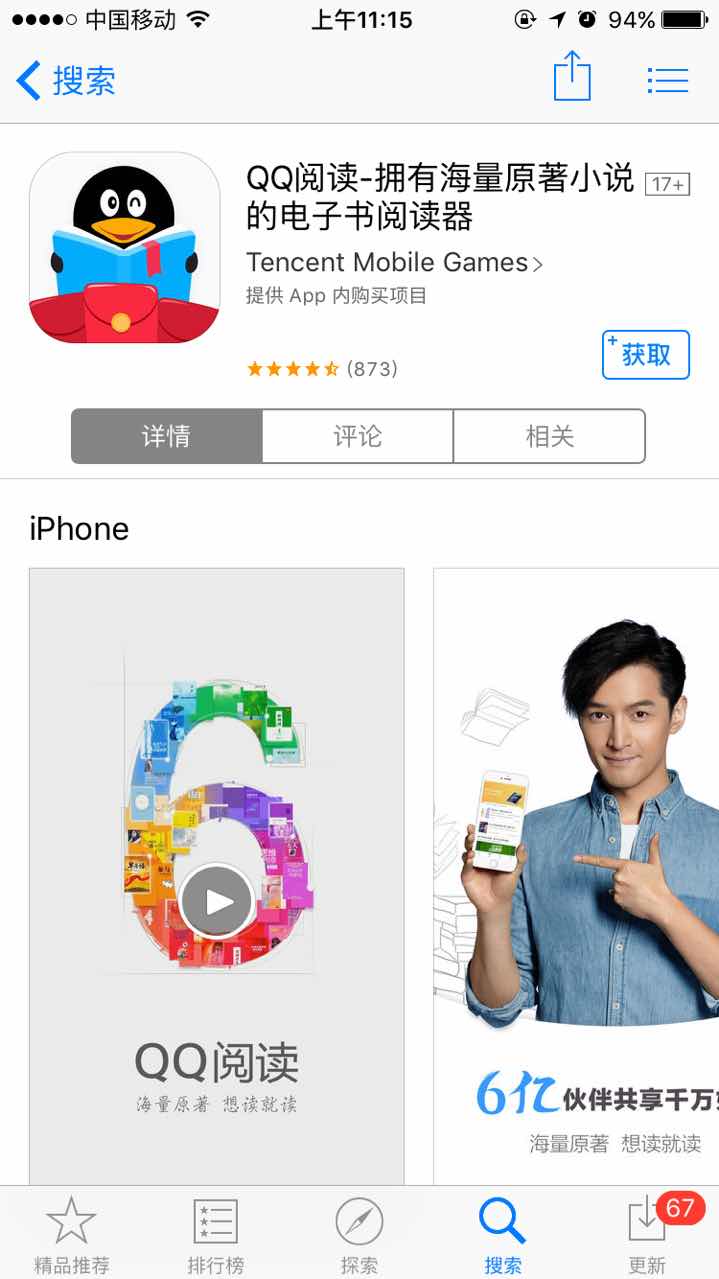 中国移动
上午11:15
94%
搜索
QQ阅读-拥有海量原著小说
的电子书阅读器
17+
Tencent Mobile Games
提供 App 内购买项目
(873)
+获取
详情
评论
相关
iPhone
QQ阅读
海量原著 想读就读
6亿伙伴共享千万
海量原著 想读就读
精品推荐
排行榜
探索
搜索
67
更新